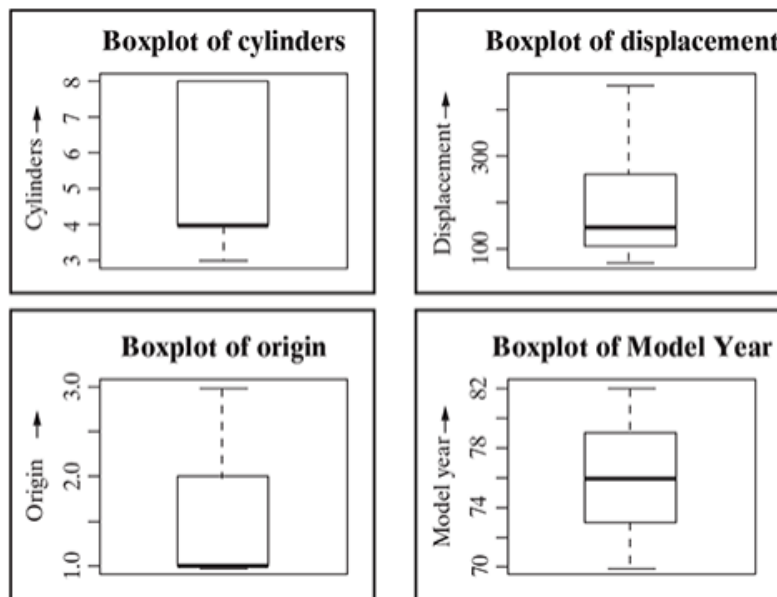 Boxplot of cylinders
Cylinders
8
7
6
5
4
3
Boxplot of displacement
Displacement
300
100
Boxplot of origin
Origin
3.0
2.0
1.0
Boxplot of Model Year
Model year
82
78
74
70